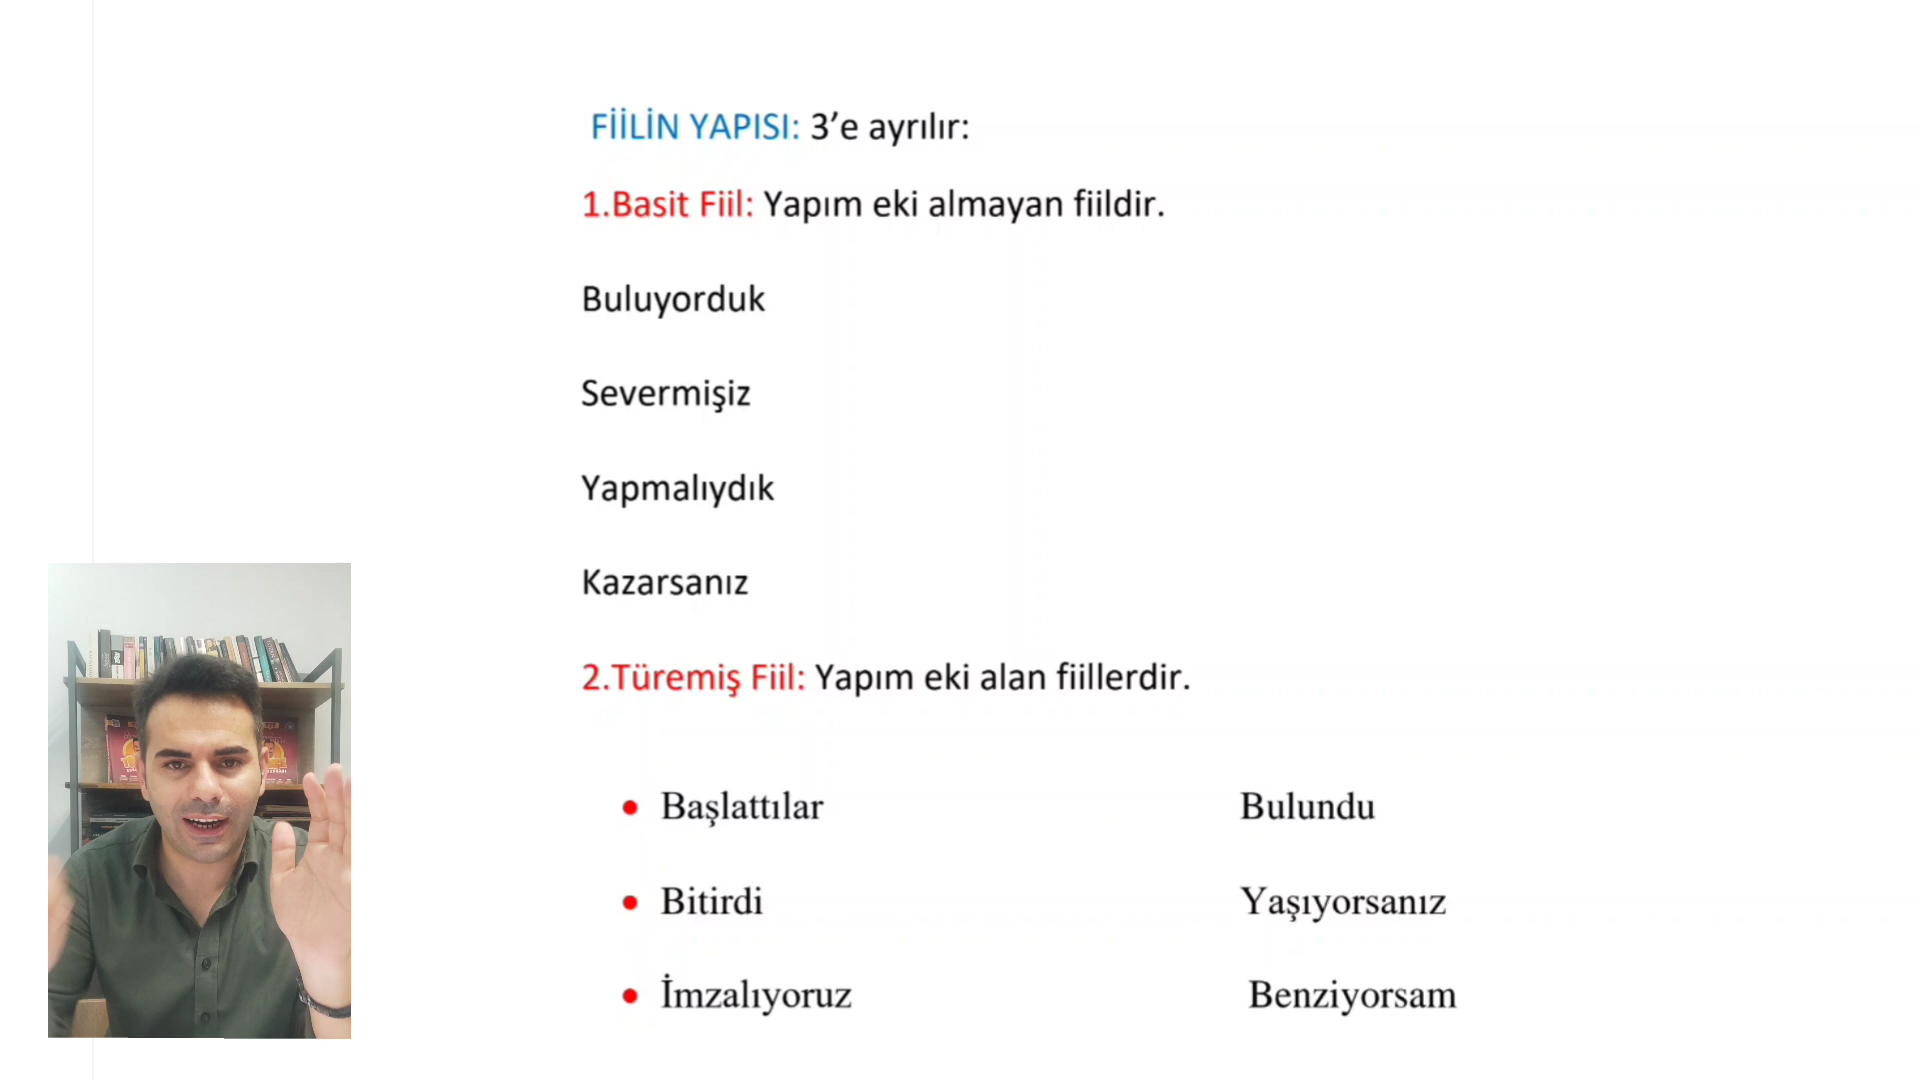 FİİLİN YAPISI: 3’e ayrılır:
1.Basit Fiil: Yapım eki almayan fiildir.
Buluyorduk
Severmişiz
Yapmalıydık
Kazarsanız
2.Türemiş Fiil: Yapım eki alan fiillerdir.
• Başlattılar Bulundu
• Bitirdi Yaşıyorsanız
• İmzalıyoruz Benziyorsam